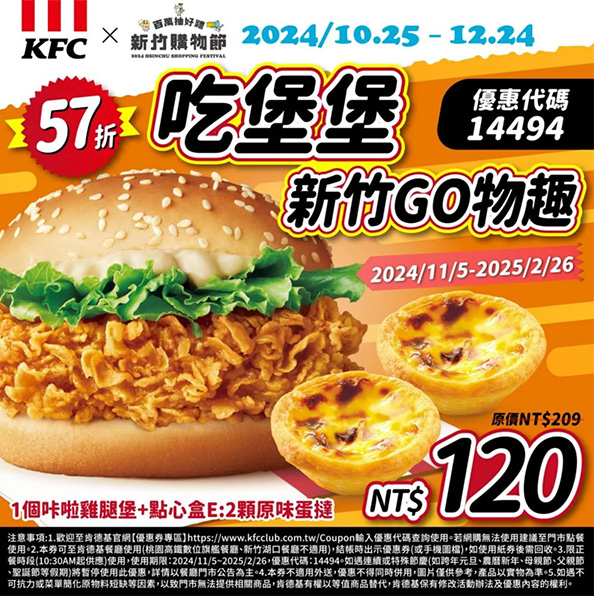 KFC × 百萬抽好禮 2024/10.25 - 12.24
新竹購物節
2024 HSINCHU SHOPPING FESTIVAL
57折
吃堡堡
優惠代碼
14494
新竹GO物趣
2024/11/5-2025/2/26
原價NT$209
NT$ 120
1個咔啦雞腿堡+點心盒E:2顆原味蛋撻
注意事項:1.歡迎至肯德基官網【優惠券專區】https://www.kfcclub.com.tw/Coupon輸入優惠代碼查詢使用。若網購無法使用建議至門市點餐
使用。2.本券可至肯德基餐廳使用(桃園高鐵數位旗艦餐廳、新竹湖口餐廳不適用),結帳時出示優惠券(或手機圖檔),如使用紙券後需回收。3.限正
餐時段(10:30AM起供應)使用,使用期限:2024/11/5~2025/2/26,優惠代碼:14494。如遇連續或特殊節慶(如跨年元旦、農曆新年、母親節、父親節
、聖誕節等假期)將暫停使用此優惠,詳情以餐廳門市公告為主。4.本券不適用外送,優惠不得同時併用,圖片僅供參考,產品以實物為準。5.如遇不
可抗力或菜單簡化原物料短缺等因素,以致門市無法提供相關商品,肯德基有權以等值商品替代,肯德基保有修改活動辦法及優惠內容的權利。